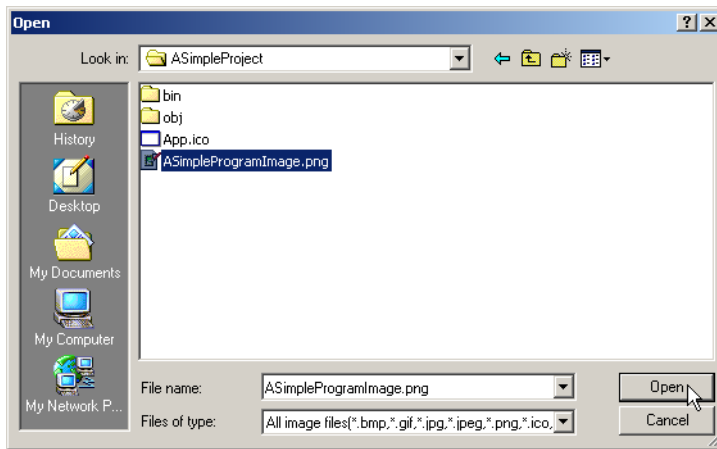 Open
Look in: ASimpleProject
bin
obj
App.ico
ASimpleProgramImage.png
History
Desktop
My Documents
My Computer
My Network P...
File name: ASimpleProgramImage.png Open
Files of type: All image files(*.bmp,*.gif,*.jpg,*.jpeg,*.png,*.ico, Cancel